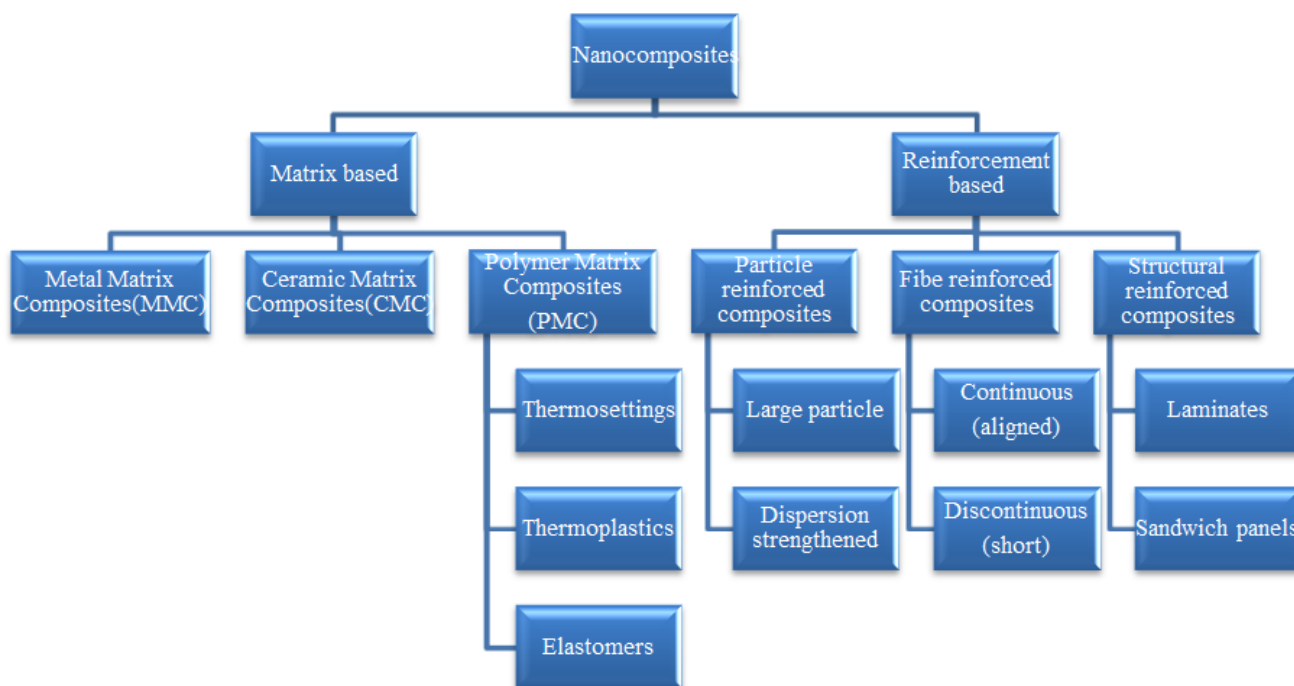 Nanocomposites
Matrix based
Reinforcement
based
Metal Matrix
Composites(MMC)
Ceramic Matrix
Composites(CMC)
Polymer Matrix
Composites
(PMC)
Particle
reinforced
composites
Fibe reinforced
composites
Structural
reinforced
composites
Thermosettings
Large particle
Continuous
(aligned)
Laminates
Thermoplastics
Dispersion
strengthened
Discontinuous
(short)
Sandwich panels
Elastomers